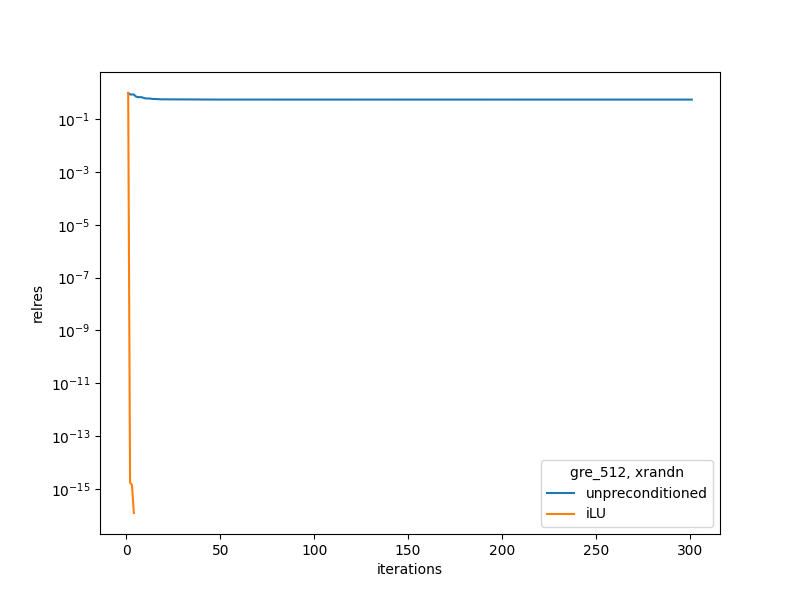 relres
10⁻¹
10⁻³
10⁻⁵
10⁻⁷
10⁻⁹
10⁻¹¹
10⁻¹³
10⁻¹⁵
0 50 100 150 200 250 300
iterations
gre_512, xrandn
unpreconditioned
iLU